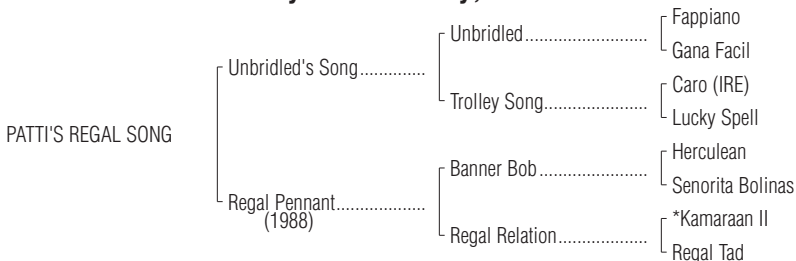 Fappiano
Unbridled..............................
Gana Facil
Unbridled's Song..............
Caro (IRE)
Trolley Song.........................
Lucky Spell
PATTI'S REGAL SONG
Herculean
Banner Bob..........................
Senorita Bolinas
Regal Pennant....................
(1988)
*Kamaraan II
Regal Relation.....................
Regal Tad